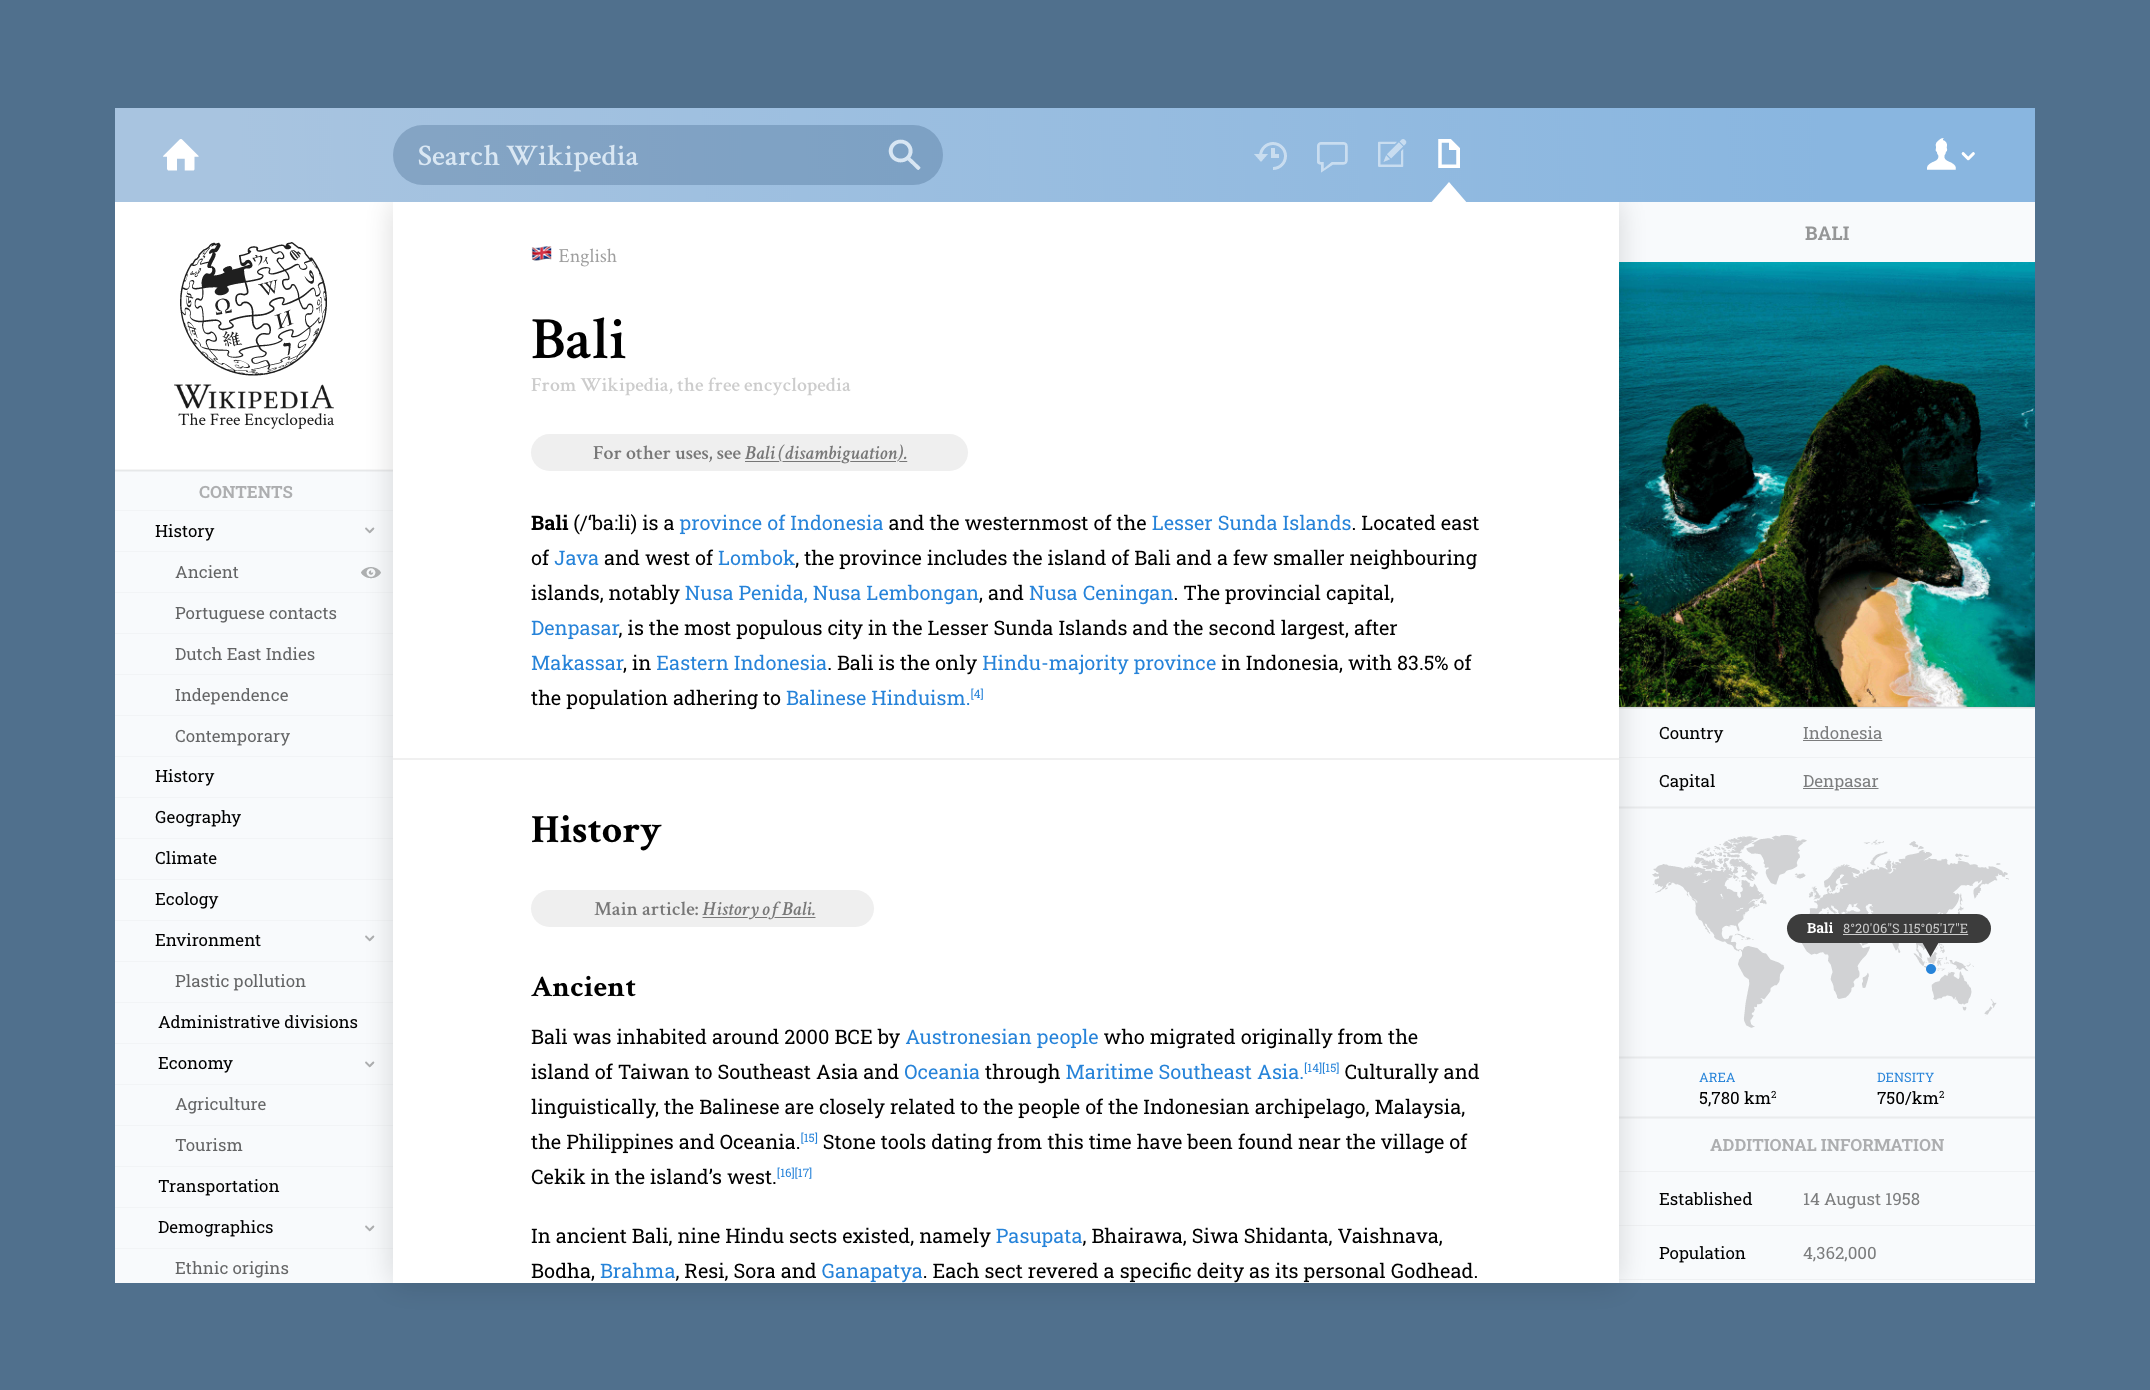 Search Wikipedia
WIKIPEDIA
The Free Encyclopedia
CONTENTS
History
Ancient
Portuguese contacts
Dutch East Indies
Independence
Contemporary
History
Geography
Climate
Ecology
Environment
Plastic pollution
Administrative divisions
Economy
Agriculture
Tourism
Transportation
Demographics
Ethnic origins
English
Bali
From Wikipedia, the free encyclopedia
For other uses, see Bali (disambiguation).
Bali (/‘ba:li) is a province of Indonesia and the westernmost of the Lesser Sunda Islands. Located east
of Java and west of Lombok, the province includes the island of Bali and a few smaller neighbouring
islands, notably Nusa Penida, Nusa Lembongan, and Nusa Ceningan. The provincial capital,
Denpasar, is the most populous city in the Lesser Sunda Islands and the second largest, after
Makassar, in Eastern Indonesia. Bali is the only Hindu-majority province in Indonesia, with 83.5% of
the population adhering to Balinese Hinduism.[4]
History
Main article: History of Bali.
Ancient
Bali was inhabited around 2000 BCE by Austronesian people who migrated originally from the
island of Taiwan to Southeast Asia and Oceania through Maritime Southeast Asia.[14][15] Culturally and
linguistically, the Balinese are closely related to the people of the Indonesian archipelago, Malaysia,
the Philippines and Oceania.[15] Stone tools dating from this time have been found near the village of
Cekik in the island’s west.[16][17]
In ancient Bali, nine Hindu sects existed, namely Pasupata, Bhairawa, Siwa Shidanta, Vaishnava,
Bodha, Brahma, Resi, Sora and Ganapatya. Each sect revered a specific deity as its personal Godhead.
BALI
Country Indonesia
Capital Denpasar
Bali 8°20'06"S 115°05'17"E
AREA DENSITY
5,780 km² 750/km²
ADDITIONAL INFORMATION
Established 14 August 1958
Population 4,362,000